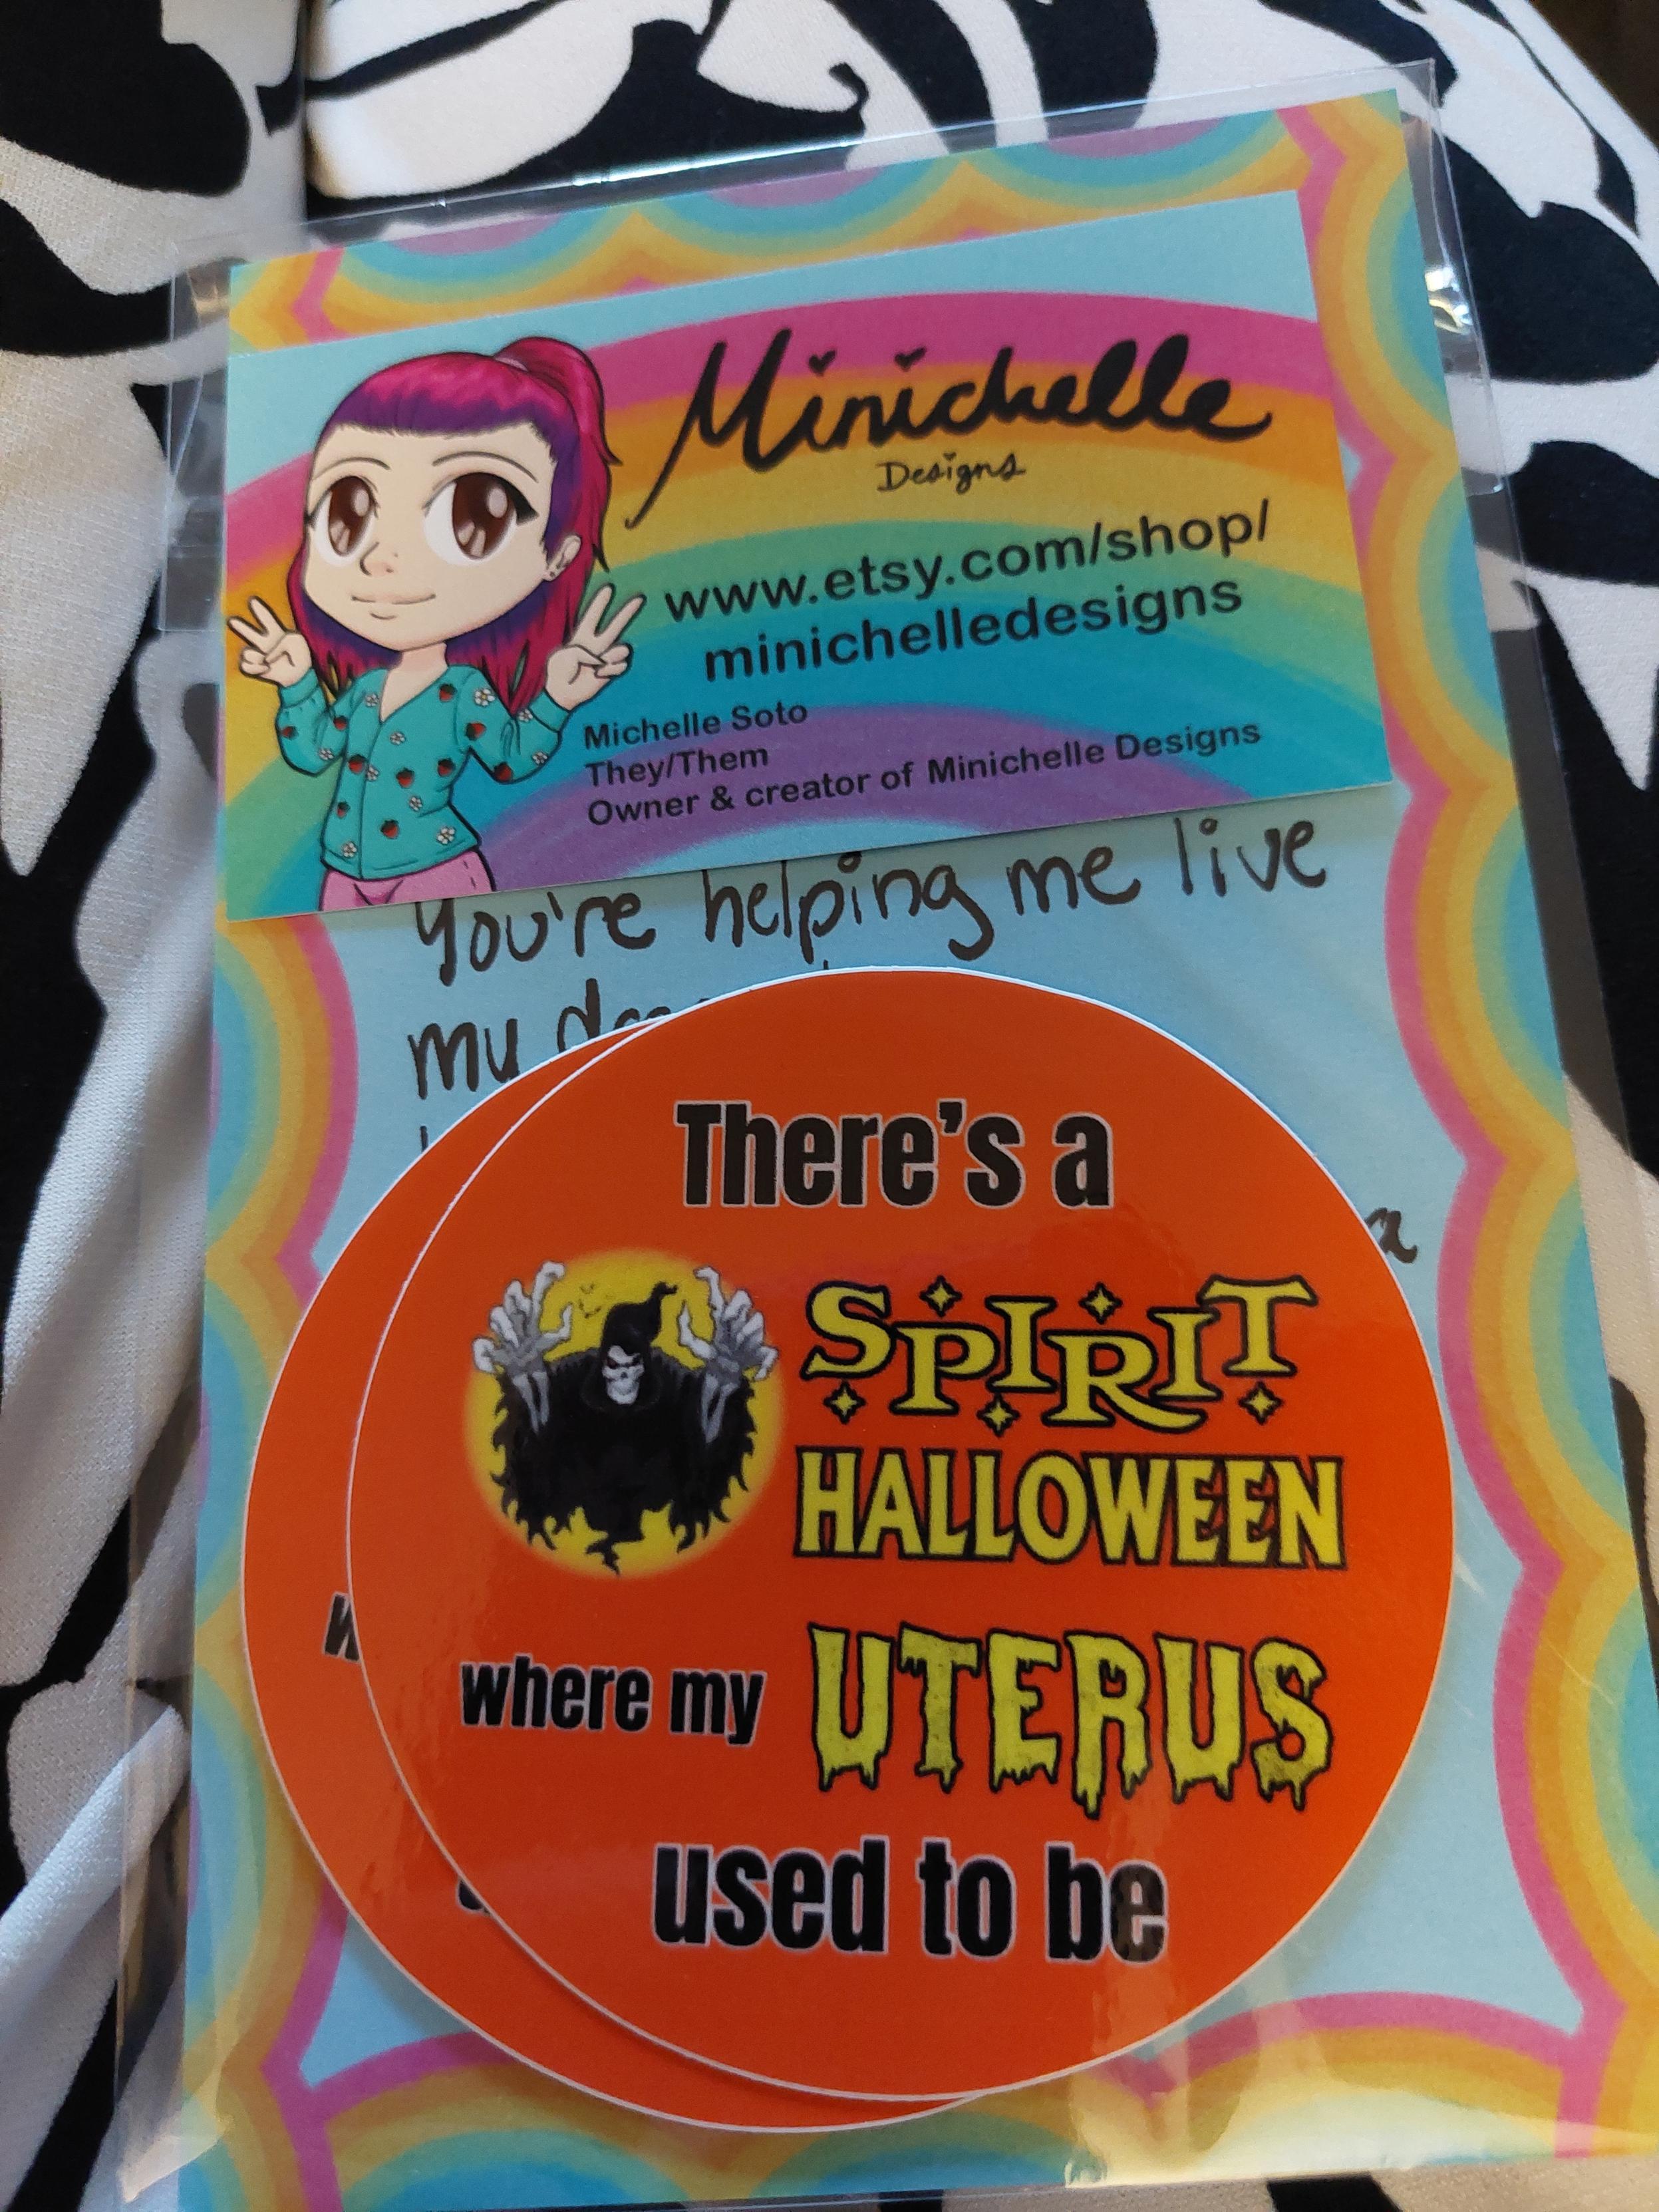 Minichelle
Designs
www.etsy.com/shop/
minichelledesigns
Michelle Soto
They/Them
Owner & creator of Minichelle Designs
You're helping me live
my
There's a
SPIRIT
HALLOWEEN
where my UTERUS
used to be